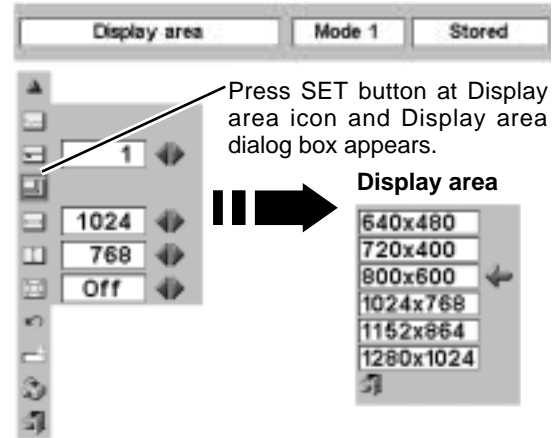 Display area Mode 1 Stored
Press SET button at Display
area icon and Display area
dialog box appears.
1
1024
768
Off
Display area
640x480
720x400
800x600
1024x768
1152x864
1280x1024